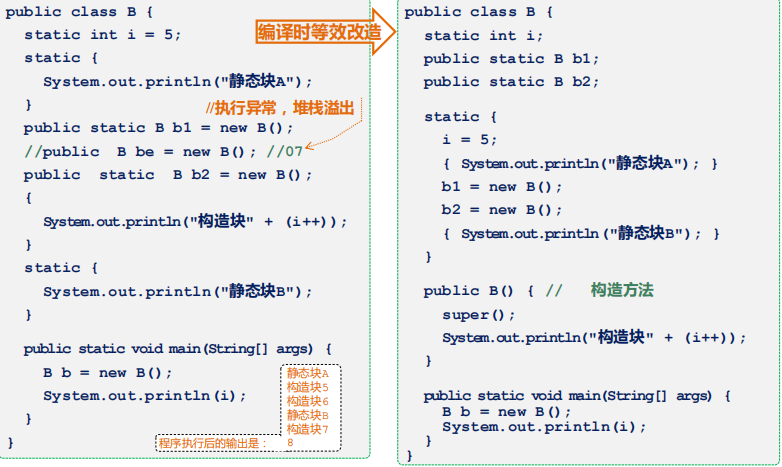 public class B {
static int i = 5;
static {
System.out.println("静态块A");
}
//执行异常，堆栈溢出
public static B b1 = new B();
//public B be = new B(); //07
public static B b2 = new B();
{
System.out.println("构造块" + (i++));
}
static {
System.out.println("静态块B");
}
public static void main(String[] args) {
B b = new B();
System.out.println(i);
}
}
程序执行后的输出是：
静态块A
构造块5
构造块6
静态块B
构造块7
8
编译时等效改造
public class B {
static int i;
public static B b1;
public static B b2;
static {
i = 5;
{ System.out.println("静态块A"); }
b1 = new B();
b2 = new B();
{ System.out.println("静态块B"); }
}
public B() { // 构造方法
super();
System.out.println("构造块" + (i++));
}
public static void main(String[] args) {
B b = new B();
System.out.println(i);
}
}